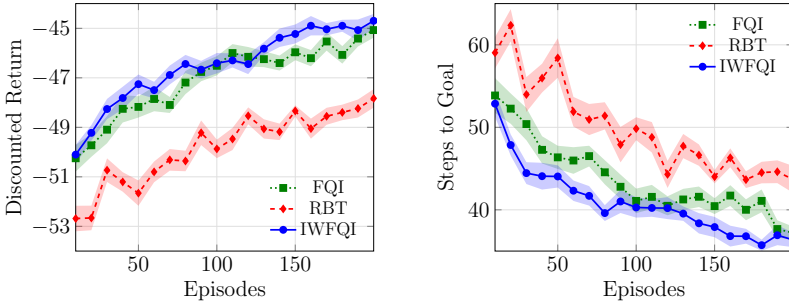 −45
−47
−49
−51
−53
50
100
150
Discounted Return
Episodes
FQI
RBT
IWFQI
60
50
40
50
100
150
Steps to Goal
Episodes
FQI
RBT
IWFQI